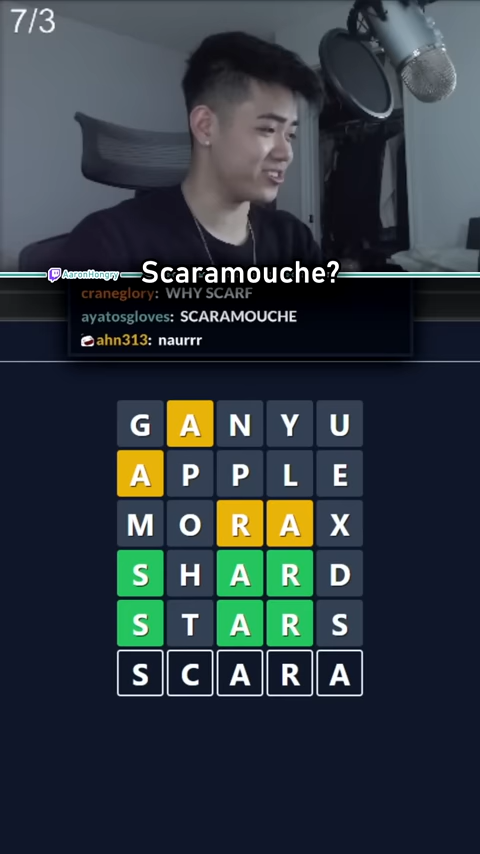 7/3
AaronHongry
Scaramouche?
craneglory: WHY SCARF
ayatosgloves: SCARAMOUCHE
ahn313: naurrr
GANYU
APPLE
MORAX
SHARD
STARS
SCARA